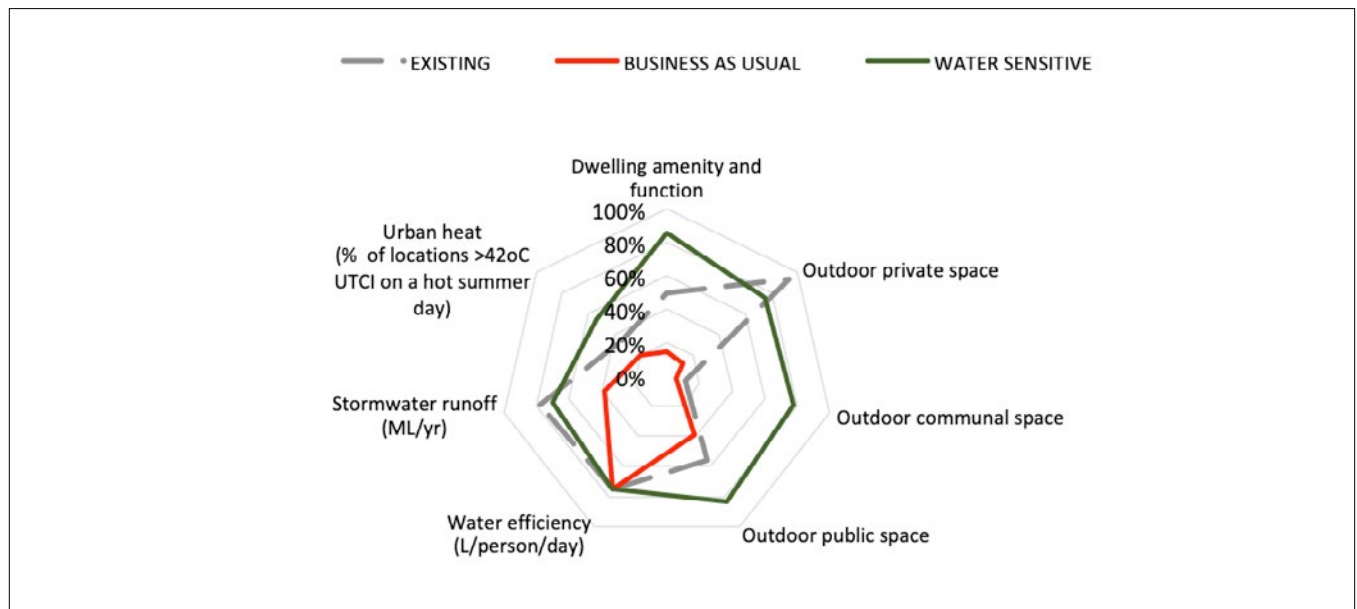 EXISTING
BUSINESS AS USUAL
WATER SENSITIVE
Dwelling amenity and
function
100%
80%
60%
40%
20%
0%
Urban heat
(% of locations >42oC
UTCI on a hot summer
day)
Outdoor private space
Stormwater runoff
(ML/yr)
Outdoor communal space
Water efficiency
(L/person/day)
Outdoor public space